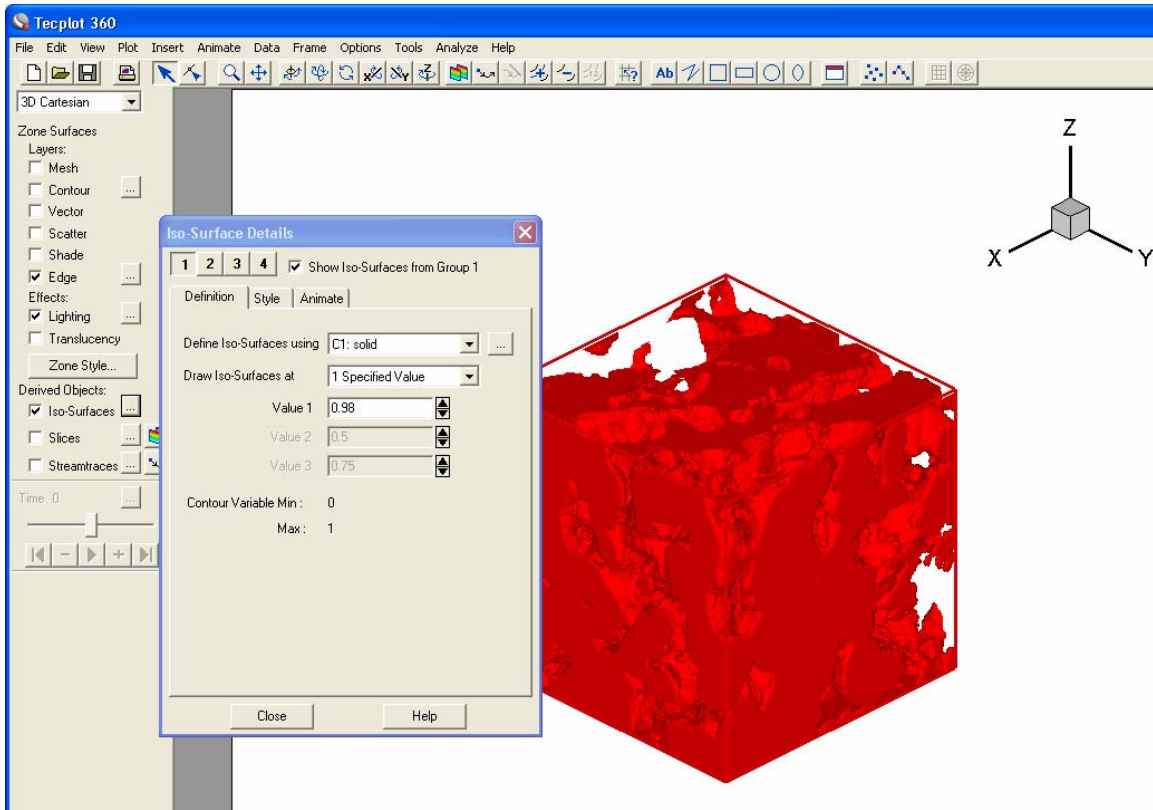 Tecplot 360
File Edit View Plot Insert Animate Data Frame Options Tools Analyze Help
Ab
3D Cartesian
Zone Surfaces
Layers:
Mesh
Contour ...
Vector
Scatter
Shade
Edge ...
Effects:
Lighting ...
Translucency
Zone Style...
Derived Objects:
Iso-Surfaces ...
Slices ...
Streamtraces ...
Time 0 ...
Iso-Surface Details
1 2 3 4 Show Iso-Surfaces from Group 1
Definition Style Animate
Define Iso-Surfaces using C1: solid ...
Draw Iso-Surfaces at 1 Specified Value
Value 1 0.98
Value 2 0.5
Value 3 0.75
Contour Variable Min : 0
Max : 1
Close Help
Z
X Y